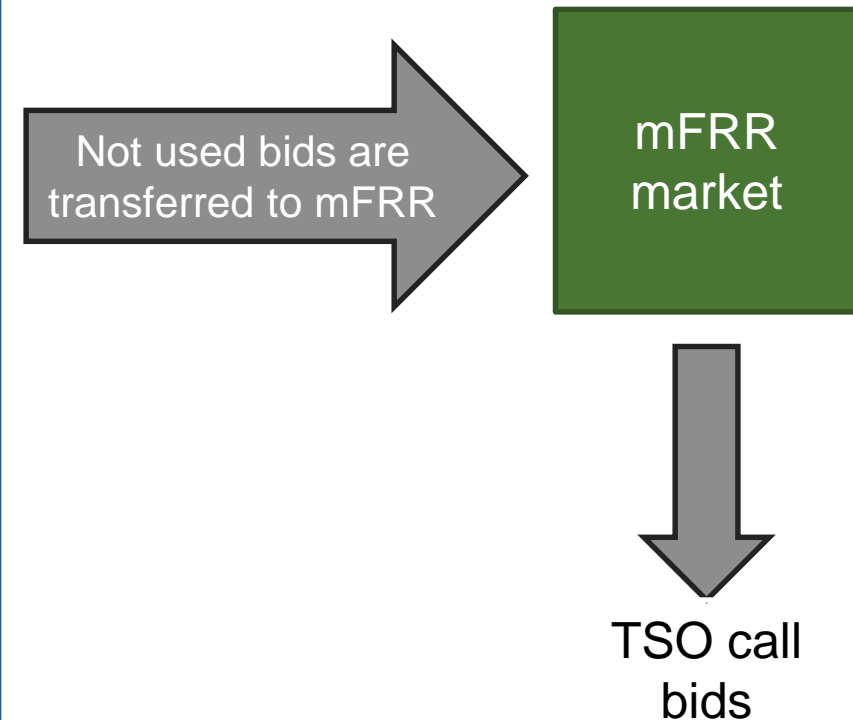 Not used bids are
transferred to mFRR
mFRR
market
TSO call
bids